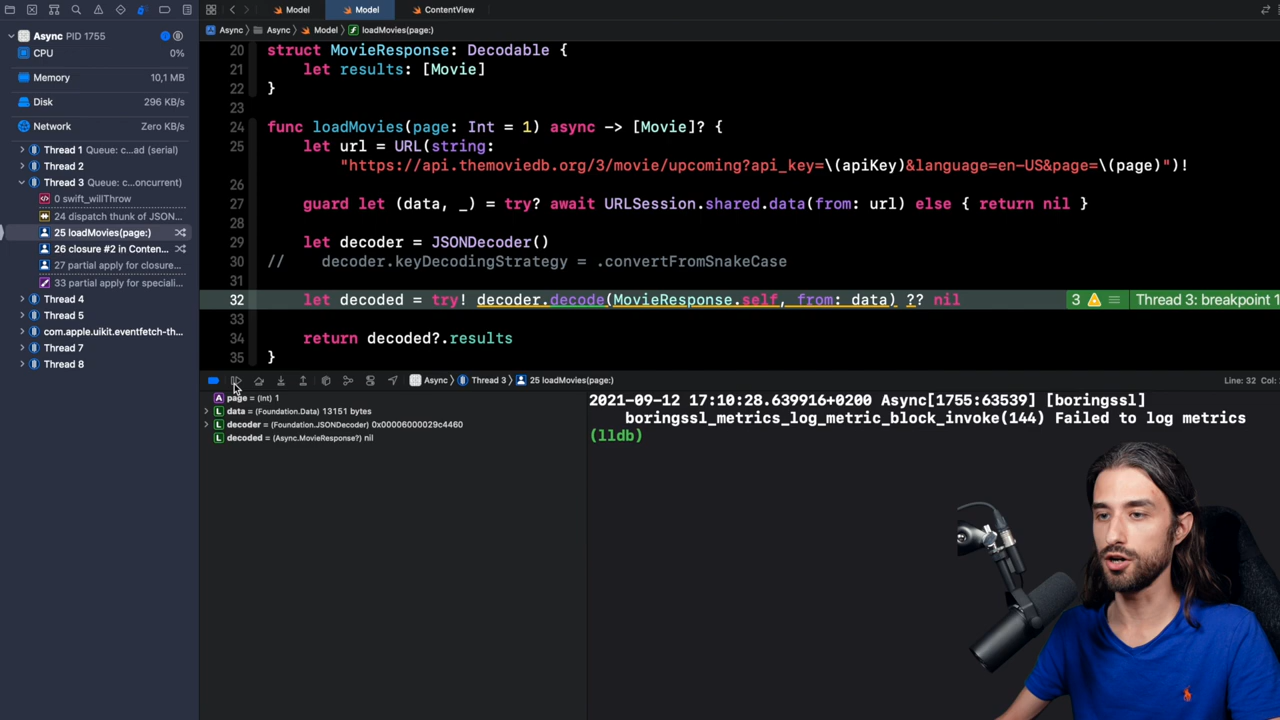 Model
Model
ContentView
Async PID 1755
Async
Async
Model
loadMovies(page:)
CPU 0%
Memory 10,1 MB
Disk 296 KB/s
Network Zero KB/s
Thread 1 Queue: c...ad (serial)
Thread 2
Thread 3 Queue: c...oncurrent)
0 swift_willThrow
24 dispatch thunk of JSON...
25 loadMovies(page:)
26 closure #2 in Conten...
27 partial apply for closure...
33 partial apply for speciali...
Thread 4
Thread 5
com.apple.uikit.eventfetch-th...
Thread 7
Thread 8
20 struct MovieResponse: Decodable {
21 let results: [Movie]
22 }
23
24 func loadMovies(page: Int = 1) async -> [Movie]? {
25 let url = URL(string:
"https://api.themoviedb.org/3/movie/upcoming?api_key=\(apiKey)&language=en-US&page=\(page)")!
26
27 guard let (data, _) = try? await URLSession.shared.data(from: url) else { return nil }
28
29 let decoder = JSONDecoder()
30 // decoder.keyDecodingStrategy = .convertFromSnakeCase
31
32 let decoded = try! decoder.decode(MovieResponse.self, from: data) ?? nil 3 Thread 3: breakpoint 1
33
34 return decoded?.results
35 }
Async
Thread 3
25 loadMovies(page:)
Line: 32 Col:
A page = (Int) 1
L data = (Foundation.Data) 13151 bytes
L decoder = (Foundation.JSONDecoder) 0x00006000029c4460
L decoded = (Async.MovieResponse?) nil
2021-09-12 17:10:28.639916+0200 Async[1755:63539] [boringssl]
boringssl_metrics_log_metric_block_invoke(144) Failed to log metrics
(lldb)